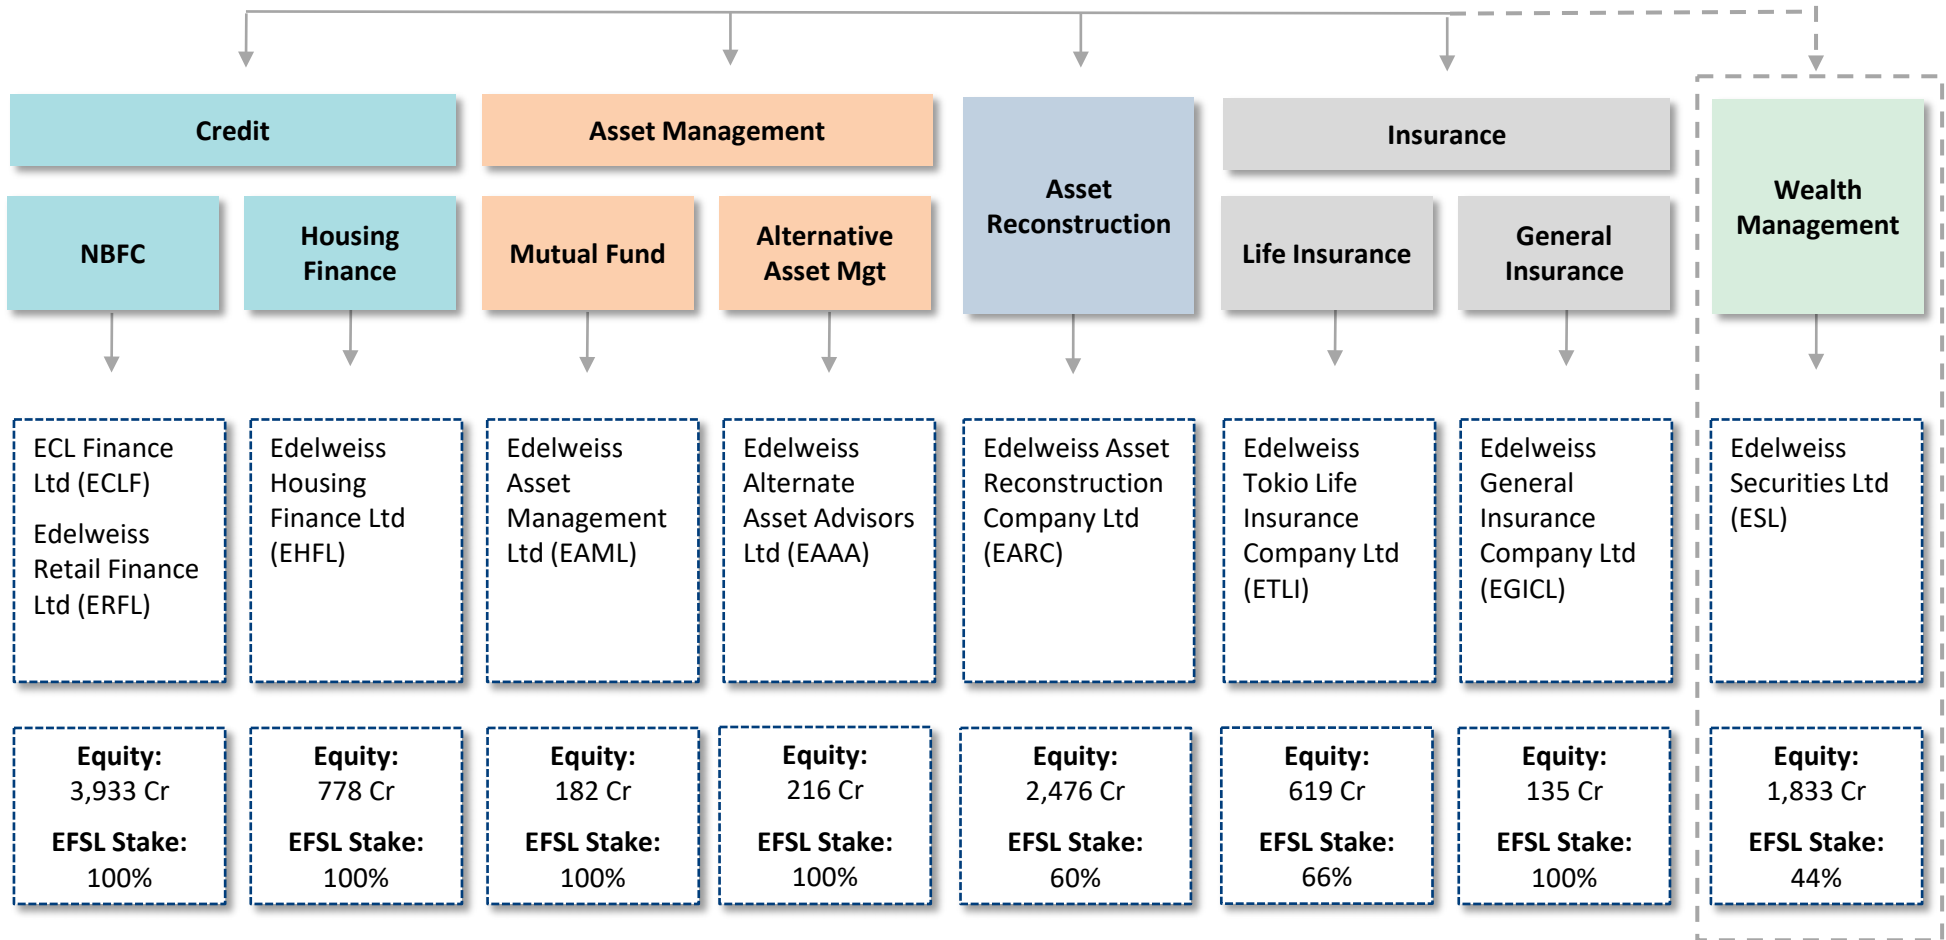 Credit
Asset Management
Asset
Reconstruction
Insurance
Wealth
Management
NBFC
Housing
Finance
Mutual Fund
Alternative
Asset Mgt
Life Insurance
General
Insurance
ECL Finance
Ltd (ECLF)
Edelweiss
Retail Finance
Ltd (ERFL)
Edelweiss
Housing
Finance Ltd
(EHFL)
Edelweiss
Asset
Management
Ltd (EAML)
Edelweiss
Alternate
Asset Advisors
Ltd (EAAA)
Edelweiss Asset
Reconstruction
Company Ltd
(EARC)
Edelweiss
Tokio Life
Insurance
Company Ltd
(ETLI)
Edelweiss
General
Insurance
Company Ltd
(EGICL)
Edelweiss
Securities Ltd
(ESL)
Equity:
3,933 Cr
EFSL Stake:
100%
Equity:
778 Cr
EFSL Stake:
100%
Equity:
182 Cr
EFSL Stake:
100%
Equity:
216 Cr
EFSL Stake:
100%
Equity:
2,476 Cr
EFSL Stake:
60%
Equity:
619 Cr
EFSL Stake:
66%
Equity:
135 Cr
EFSL Stake:
100%
Equity:
1,833 Cr
EFSL Stake:
44%